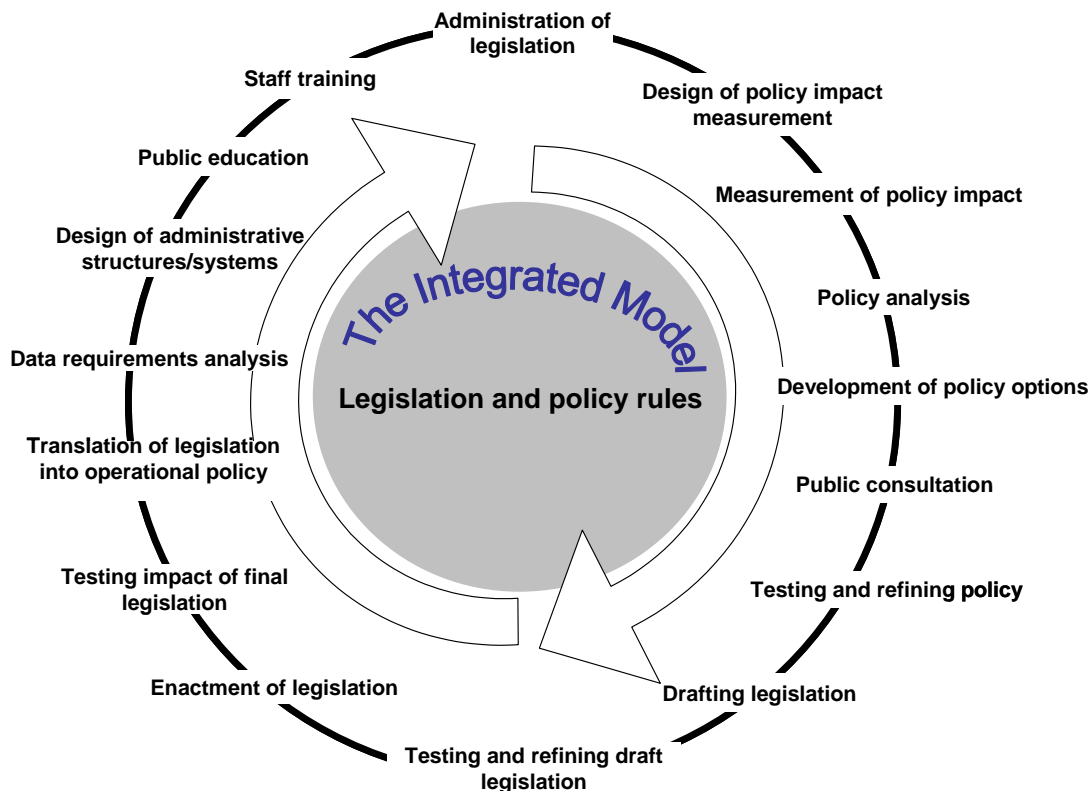 Administration of
legislation
Design of policy impact
measurement
Measurement of policy impact
Policy analysis
Development of policy options
Public consultation
Testing and refining policy
Drafting legislation
Testing and refining draft
legislation
Enactment of legislation
Testing impact of final
legislation
Translation of legislation
into operational policy
Data requirements analysis
Design of administrative
structures/systems
Public education
Staff training
The Integrated Model
Legislation and policy rules